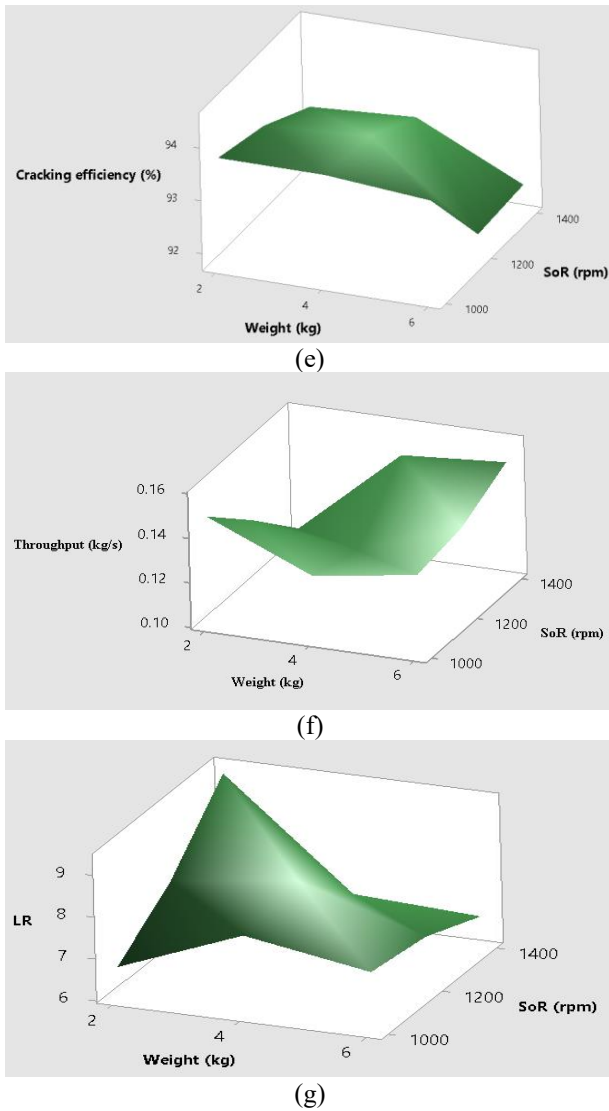 94
Cracking efficiency (%)
93
92
1400
1200
SoR (rpm)
1000
2
4
6
Weight (kg)
(e)
0.16
0.14
Throughput (kg/s)
0.12
0.10
1400
1200
SoR (rpm)
1000
2
4
6
Weight (kg)
(f)
9
8
LR
7
6
1400
1200
SoR (rpm)
1000
2
4
6
Weight (kg)
(g)